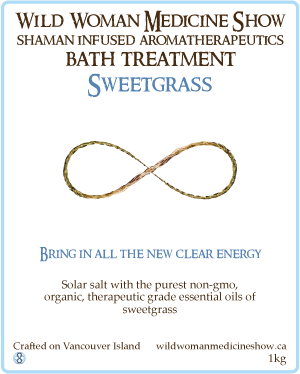 Wild Woman Medicine Show
shaman infused aromatherapeutics
bath treatment
Sweetgrass
Bring in all the new clear energy
Solar salt with the purest non-gmo,
organic, therapeutic grade essential oils of
sweetgrass
Crafted on Vancouver Island wildwomanmedicineshow.ca
1kg